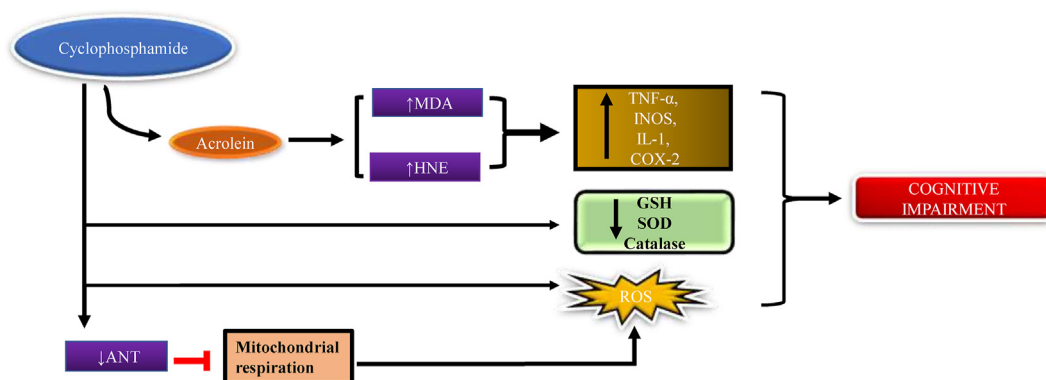 Cyclophosphamide
Acrolein
↑MDA
↑HNE
TNF-α,
INOS,
IL-1,
COX-2
GSH
SOD
Catalase
ROS
↓ANT
Mitochondrial
respiration
COGNITIVE
IMPAIRMENT